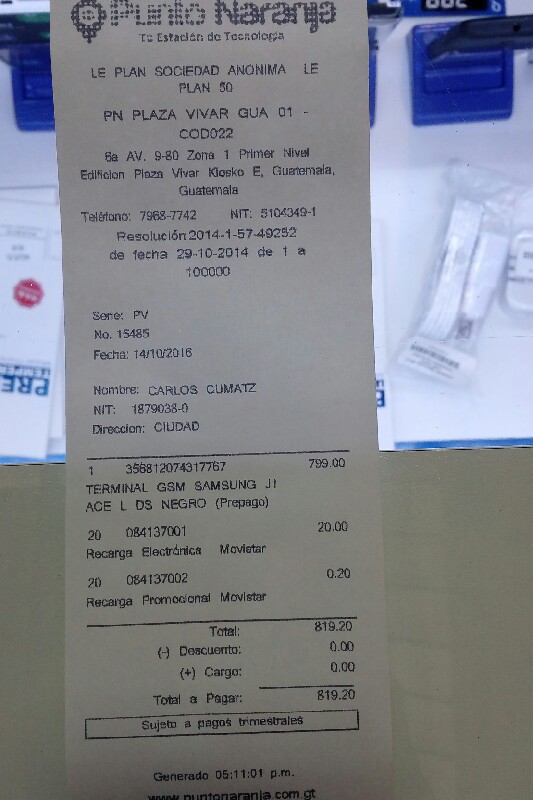 Punto Naranja
Tu Estación de Tecnología
LE PLAN SOCIEDAD ANONIMA LE
PLAN 50
PN PLAZA VIVAR GUA 01 -
COD022
6a AV. 9-80 Zona 1 Primer Nivel
Edificion Plaza Vivar Kiosko E, Guatemala,
Guatemala
Teléfono: 7968-7742 NIT: 5104349-1
Resolución 2014-1-57-49252
de fecha 29-10-2014 de 1 a
100000
Serie: PV
No. 15485
Fecha: 14/10/2016
Nombre: CARLOS CUMATZ
NIT: 1879038-0
Direccion: CIUDAD
1 356812074317767 799.00
TERMINAL GSM SAMSUNG J1
ACE L DS NEGRO (Prepago)
20 084137001 20.00
Recarga Electrónica Movistar
20 084137002 0.20
Recarga Promocional Movistar
Total: 819.20
(-) Descuento: 0.00
(+) Cargo: 0.00
Total a Pagar: 819.20
Sujeto a pagos trimestrales
Generado 05:11:01 p.m.
www.puntonaranja.com.gt
PRE